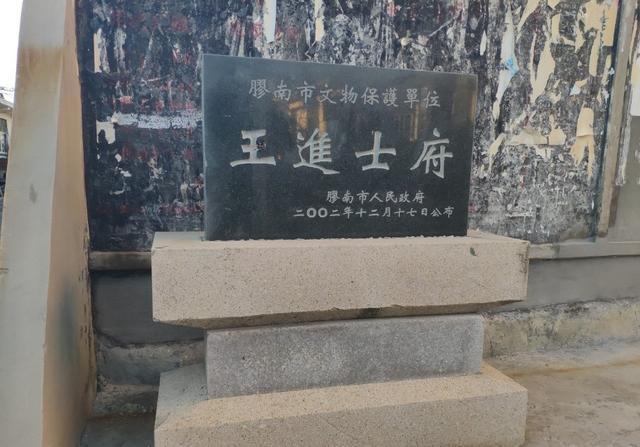 膠南市文物保護單位
王進士府
膠南市人民政府
二〇〇二年十二月十七日公布